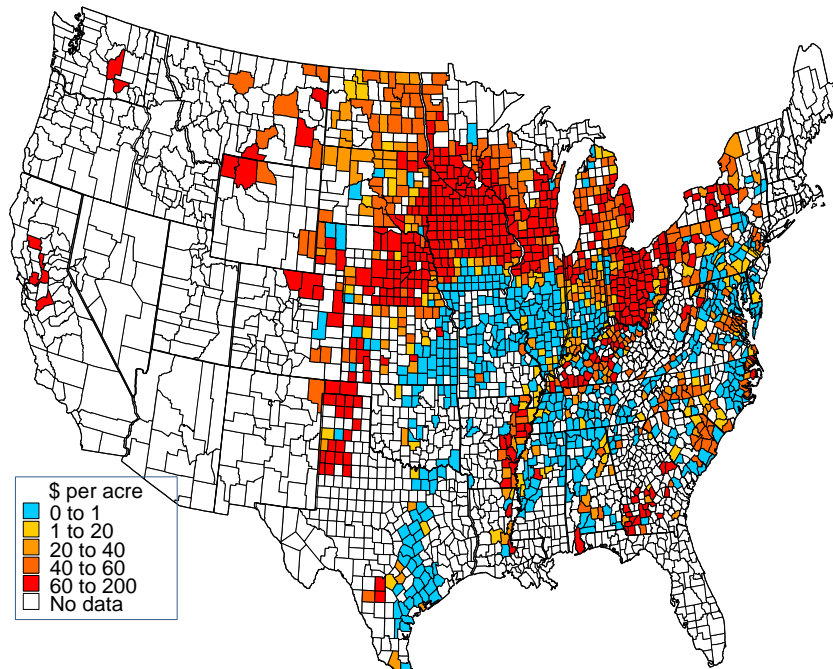 $ per acre
0 to 1
1 to 20
20 to 40
40 to 60
60 to 200
No data